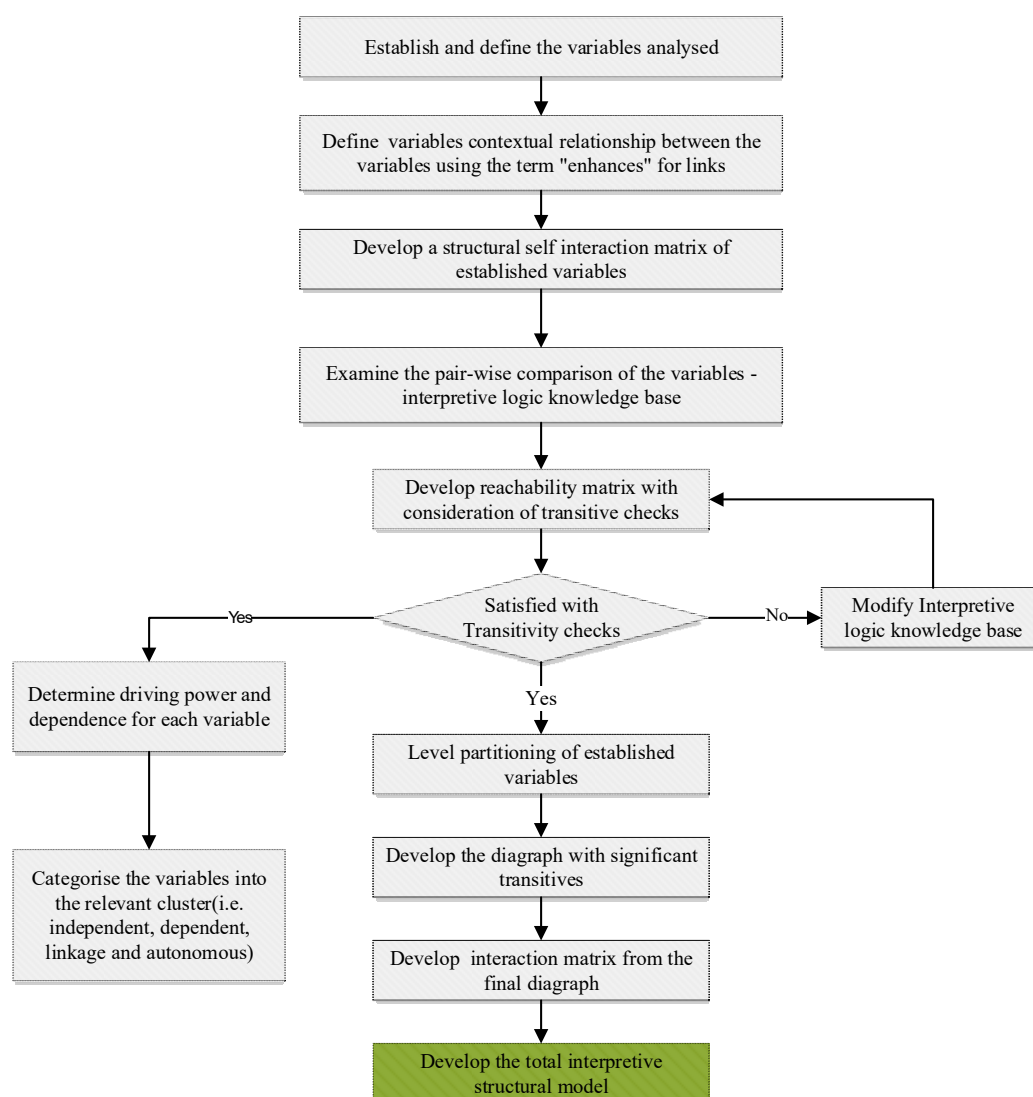 Establish and define the variables analysed
Define variables contextual relationship between the
variables using the term "enhances" for links
Develop a structural self interaction matrix of
established variables
Examine the pair-wise comparison of the variables -
interpretive logic knowledge base
Develop reachability matrix with
consideration of transitive checks
Satisfied with
Transitivity checks
Yes
No
Modify Interpretive
logic knowledge base
Determine driving power and
dependence for each variable
Yes
Level partitioning of established
variables
Categorise the variables into
the relevant cluster(i.e.
independent, dependent,
linkage and autonomous)
Develop the diagraph with significant
transitives
Develop interaction matrix from the
final diagraph
Develop the total interpretive
structural model